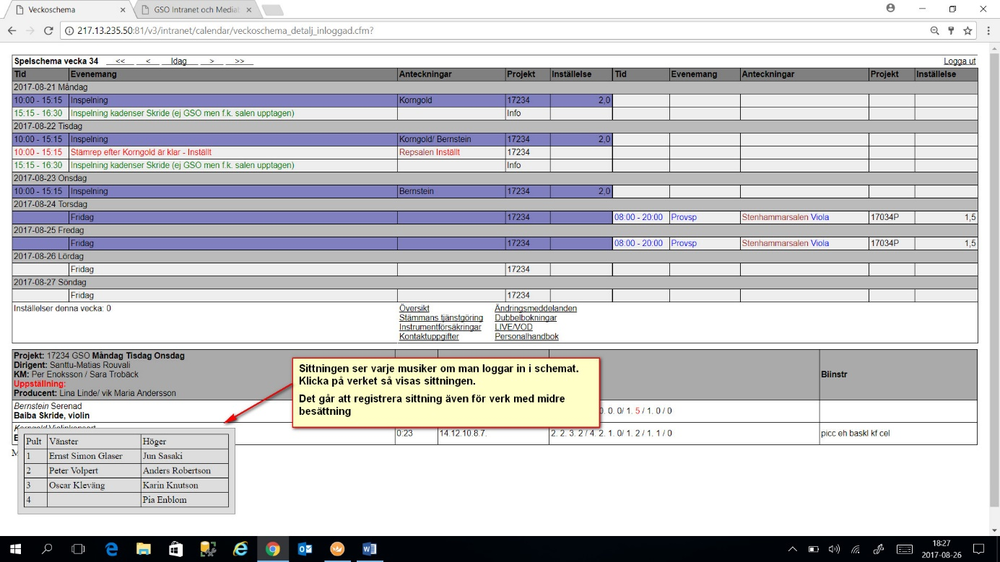 Veckoschema
GSO Intranet och Mediat
217.13.235.50:81/v3/intranet/calendar/veckoschema_detalj_inloggad.cfm?
Spelschema vecka 34 << < Idag > >> Logga ut
Tid Evenemang Anteckningar Projekt Inställelse Tid Evenemang Anteckningar Projekt Inställelse
2017-08-21 Måndag
10:00 - 15:15 Inspelning Korngold 17234 2,0
15:15 - 16:30 Inspelning kadenser Skride (ej GSO men f.k. salen upptagen) Info
2017-08-22 Tisdag
10:00 - 15:15 Inspelning Korngold/ Bernstein 17234 2,0
10:00 - 15:15 Stämrep efter Korngold är klar - Inställt Repsalen Inställt 17234
15:15 - 16:30 Inspelning kadenser Skride (ej GSO men f.k. salen upptagen) Info
2017-08-23 Onsdag
10:00 - 15:15 Inspelning Bernstein 17234 2,0
2017-08-24 Torsdag
Fridag 17234 08:00 - 20:00 Provsp Stenhammarsalen Viola 17034P 1,5
2017-08-25 Fredag
Fridag 17234 08:00 - 20:00 Provsp Stenhammarsalen Viola 17034P 1,5
2017-08-26 Lördag
Fridag 17234
2017-08-27 Söndag
Fridag 17234
Inställelser denna vecka: 0 Översikt Ändringsmeddelanden
Stämmans tjänstgöring Dubbelbokningar
Instrumentförsäkringar LIVE/VOD
Kontaktuppgifter Personalhandbok
Projekt: 17234 GSO Måndag Tisdag Onsdag
Dirigent: Santtu-Matias Rouvali
KM: Per Enoksson / Sara Trobäck
Uppställning:
Producent: Lina Linde/ vik Maria Andersson
Biinstr
Sittningen ser varje musiker om man loggar in i schemat.
Klicka på verket så visas sittningen.
Det går att registrera sittning även för verk med midre
besättning
Bernstein Serenad
Baiba Skride, violin
0. 0/ 1. 5 / 1. 0 / 0
0:23 14.12.10.8.7. 2. 2. 3. 2 / 4. 2. 1. 0/ 1. 2 / 1. 1 / 0 picc eh baskl kf cel
Pult Vänster Höger
1 Ernst Simon Glaser Jun Sasaki
2 Peter Volpert Anders Robertson
3 Oscar Kleväng Karin Knutson
4 Pia Enblom
18:27
2017-08-26